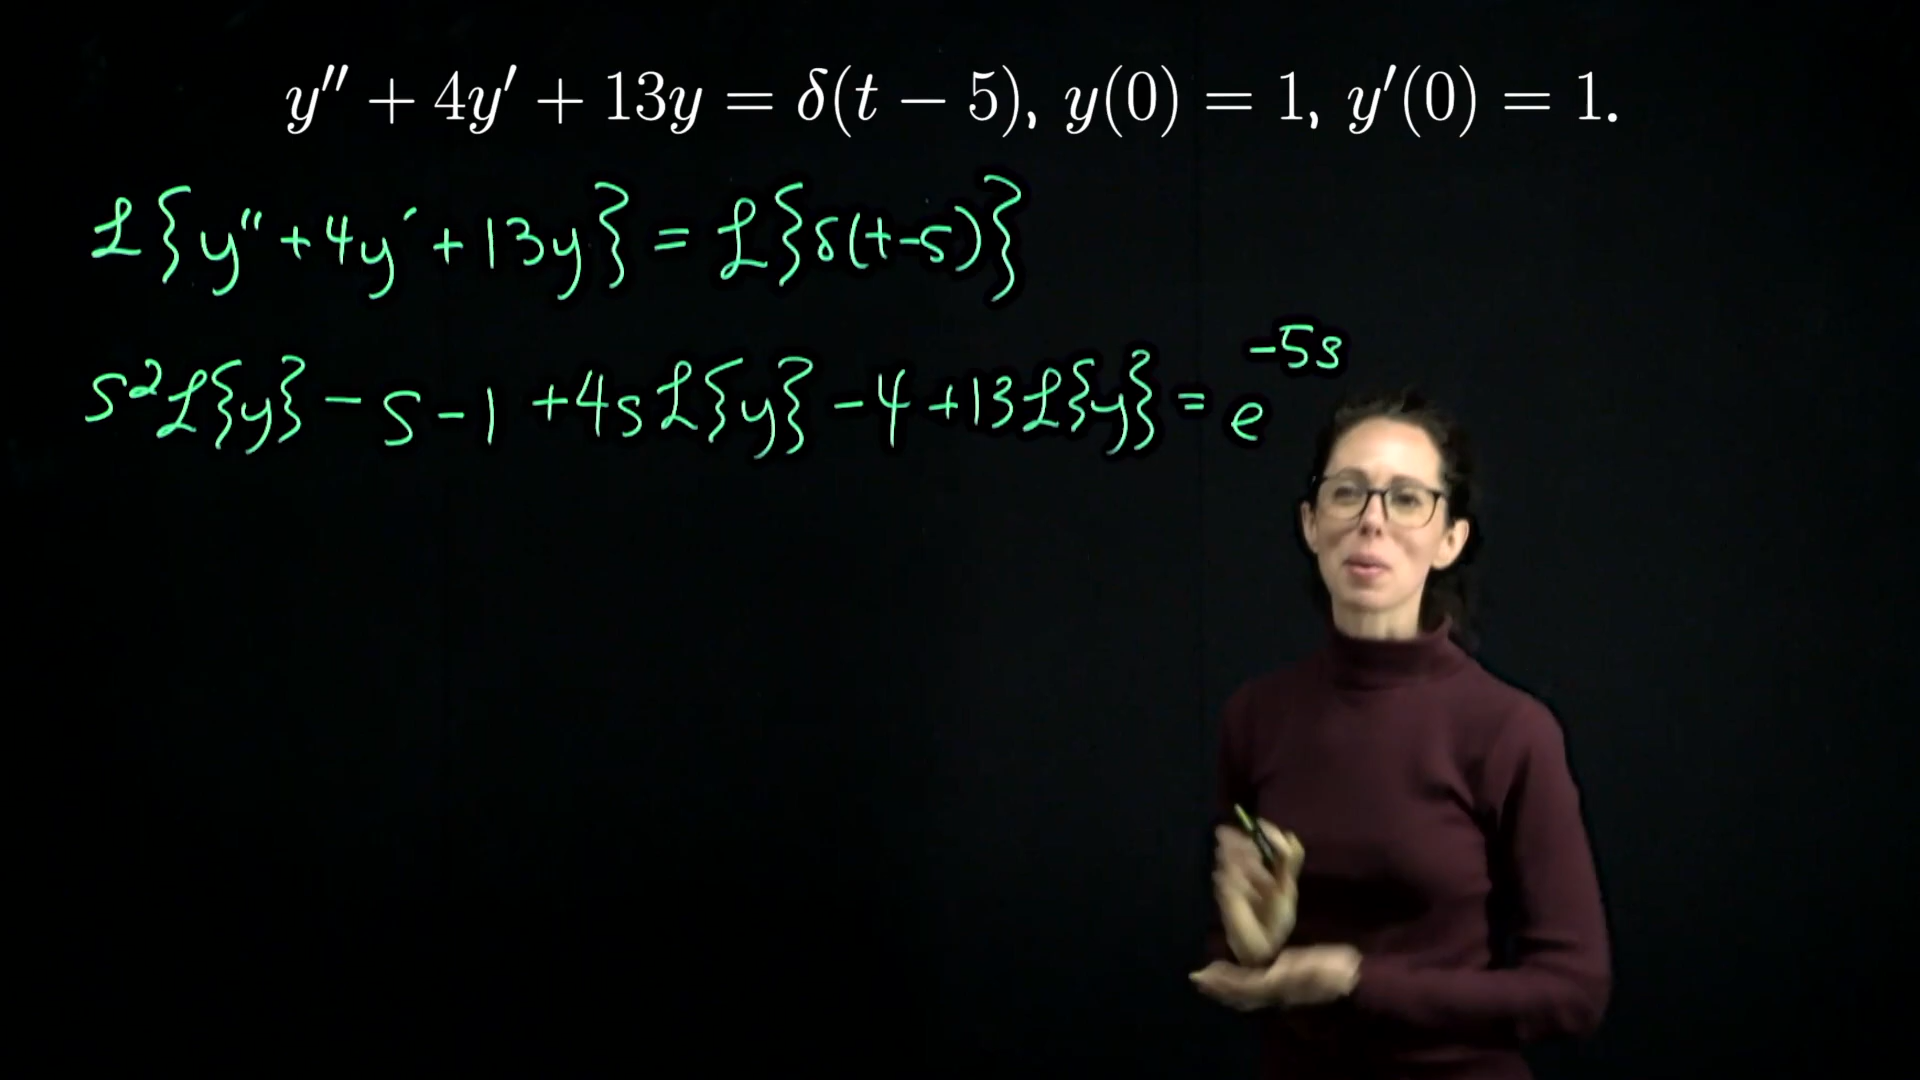 y″ + 4y′ + 13y = δ(t − 5), y(0) = 1, y′(0) = 1.
ℒ{y″ + 4y′ + 13y} = ℒ{δ(t-5)}
s²ℒ{y} − s − 1 + 4sℒ{y} − 4 + 13ℒ{y} = e⁻⁵ˢ